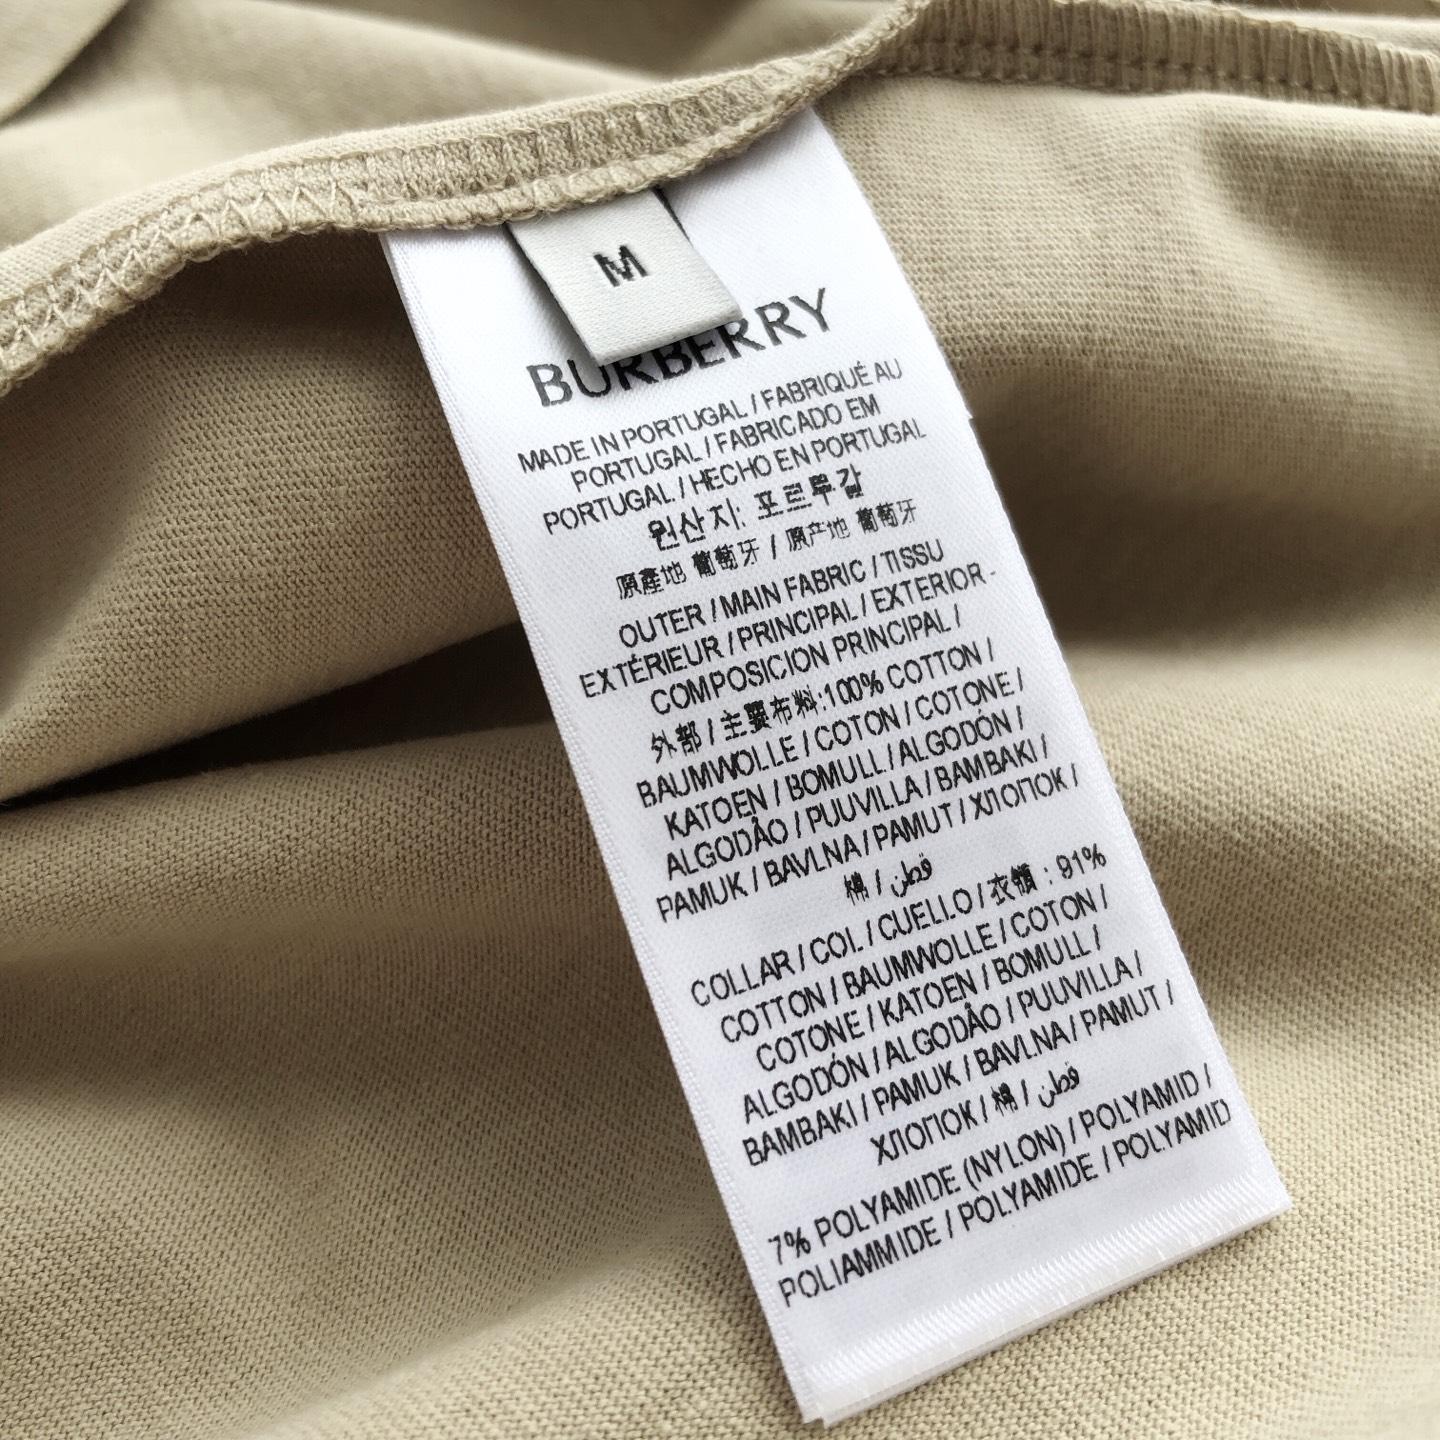 M
BURBERRY
MADE IN PORTUGAL / FABRIQUÉ AU
PORTUGAL / FABRICADO EM
PORTUGAL / HECHO EN PORTUGAL
원산지: 포르투갈
原產地 葡萄牙 / 原产地 葡萄牙
OUTER / MAIN FABRIC / TISSU
EXTÉRIEUR / PRINCIPAL / EXTERIOR -
COMPOSICION PRINCIPAL /
外部 / 主要布料:100% COTTON /
BAUMWOLLE / COTON / COTONE /
KATOEN / BOMULL / ALGODÓN /
ALGODÃO / PUUVILLA / BAMBAKI /
PAMUK / BAVLNA / PAMUT / ХЛОПОК /
棉 / قطن
COLLAR / COL / CUELLO / 衣領 : 91%
COTTON / BAUMWOLLE / COTON /
COTONE / KATOEN / BOMULL /
ALGODÓN / ALGODÃO / PUUVILLA /
BAMBAKI / PAMUK / BAVLNA / PAMUT /
ХЛОПОК / 棉 / قطن
7% POLYAMIDE (NYLON) / POLYAMID /
POLIAMMIDE / POLYAMIDE / POLYAMID